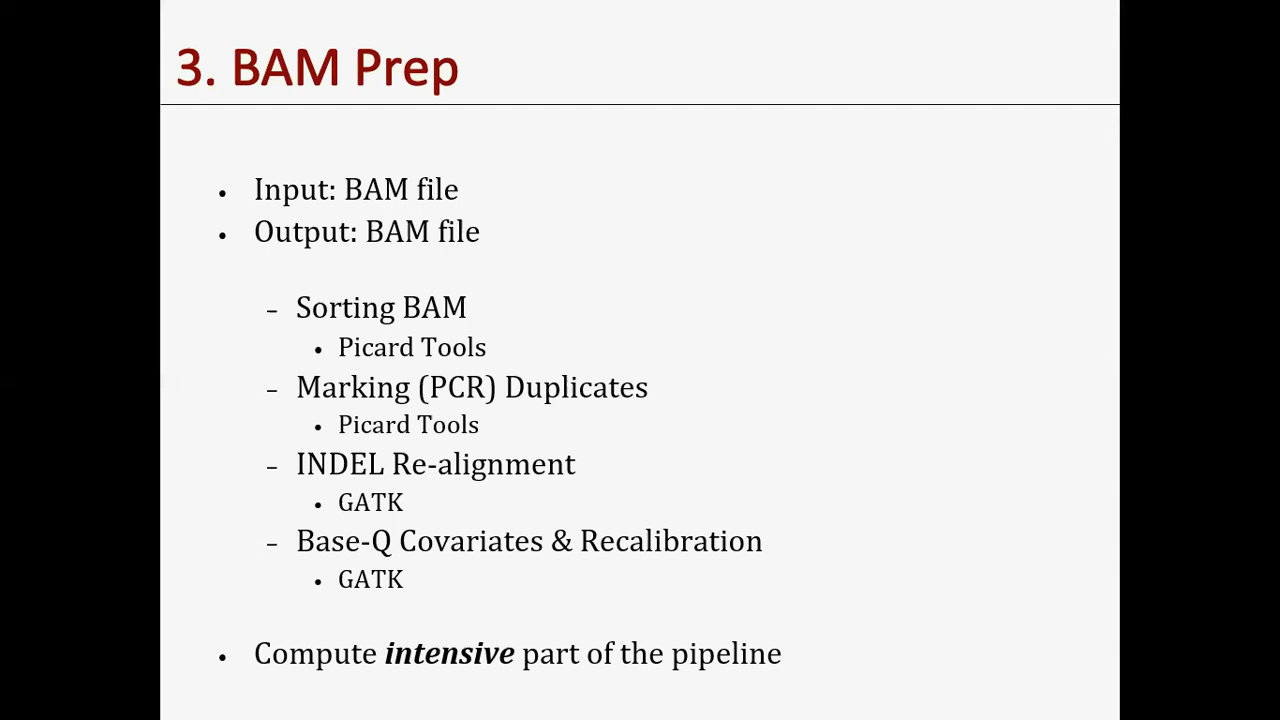 3. BAM Prep
• Input: BAM file
• Output: BAM file
– Sorting BAM
• Picard Tools
– Marking (PCR) Duplicates
• Picard Tools
– INDEL Re-alignment
• GATK
– Base-Q Covariates & Recalibration
• GATK
• Compute intensive part of the pipeline